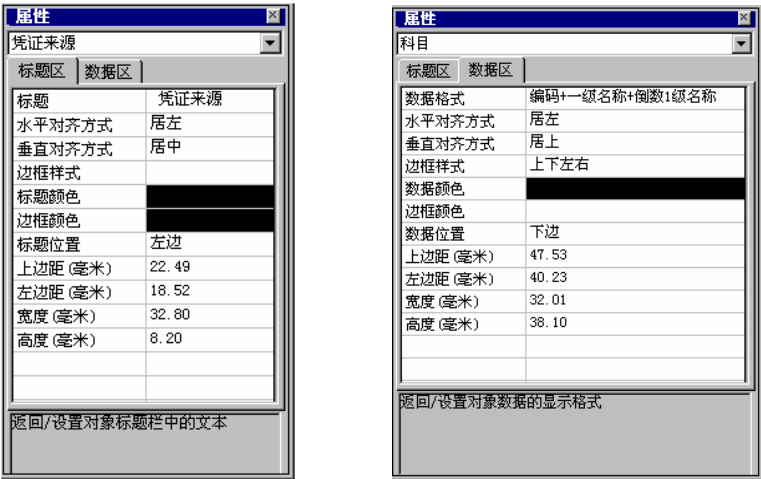 属性
凭证来源
标题区 数据区
标题 凭证来源
水平对齐方式 居左
垂直对齐方式 居中
边框样式
标题颜色
边框颜色
标题位置 左边
上边距(毫米) 22.49
左边距(毫米) 18.52
宽度(毫米) 32.80
高度(毫米) 8.20
返回/设置对象标题栏中的文本
属性
科目
标题区 数据区
数据格式 编码+一级名称+倒数1级名称
水平对齐方式 居左
垂直对齐方式 居上
边框样式 上下左右
数据颜色
边框颜色
数据位置 下边
上边距(毫米) 47.53
左边距(毫米) 40.23
宽度(毫米) 32.01
高度(毫米) 38.10
返回/设置对象数据的显示格式